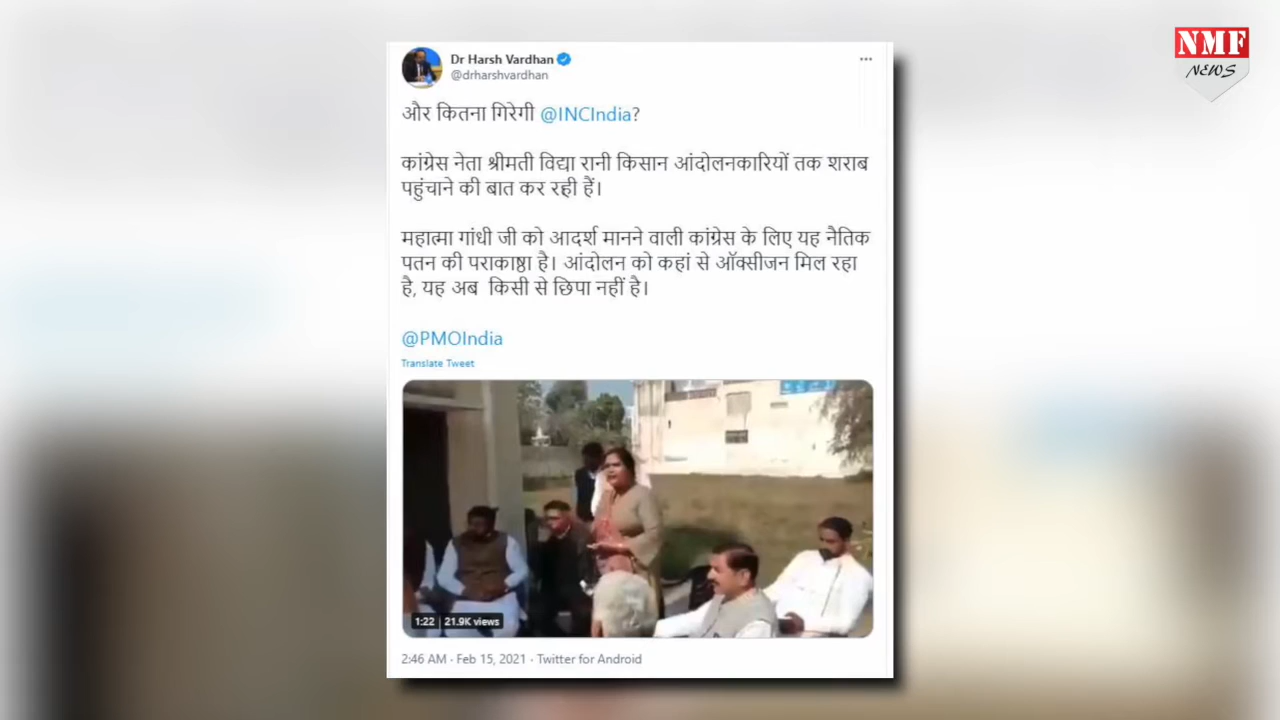 NMF
NEWS
Dr Harsh Vardhan
@drharshvardhan
और कितना गिरेगी @INCIndia?
कांग्रेस नेता श्रीमती विद्या रानी किसान आंदोलनकारियों तक शराब
पहुंचाने की बात कर रही हैं।
महात्मा गांधी जी को आदर्श मानने वाली कांग्रेस के लिए यह नैतिक
पतन की पराकाष्ठा है। आंदोलन को कहां से ऑक्सीजन मिल रहा
है, यह अब किसी से छिपा नहीं है।
@PMOIndia
Translate Tweet
1:22 | 21.9K views
2:46 AM · Feb 15, 2021 · Twitter for Android